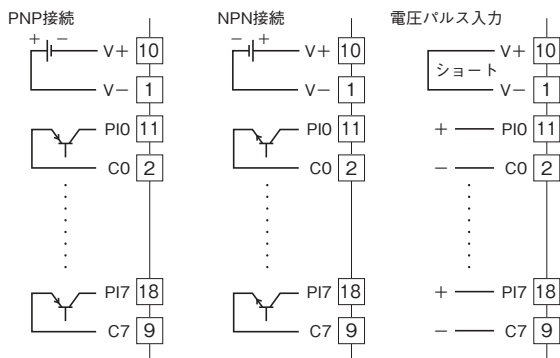 PNP接続
+ − V+ 10
V− 1
PI0 11
C0 2
PI7 18
C7 9
NPN接続
− + V+ 10
V− 1
PI0 11
C0 2
PI7 18
C7 9
電圧パルス入力
V+ 10
ショート
V− 1
+ PI0 11
− C0 2
+ PI7 18
− C7 9